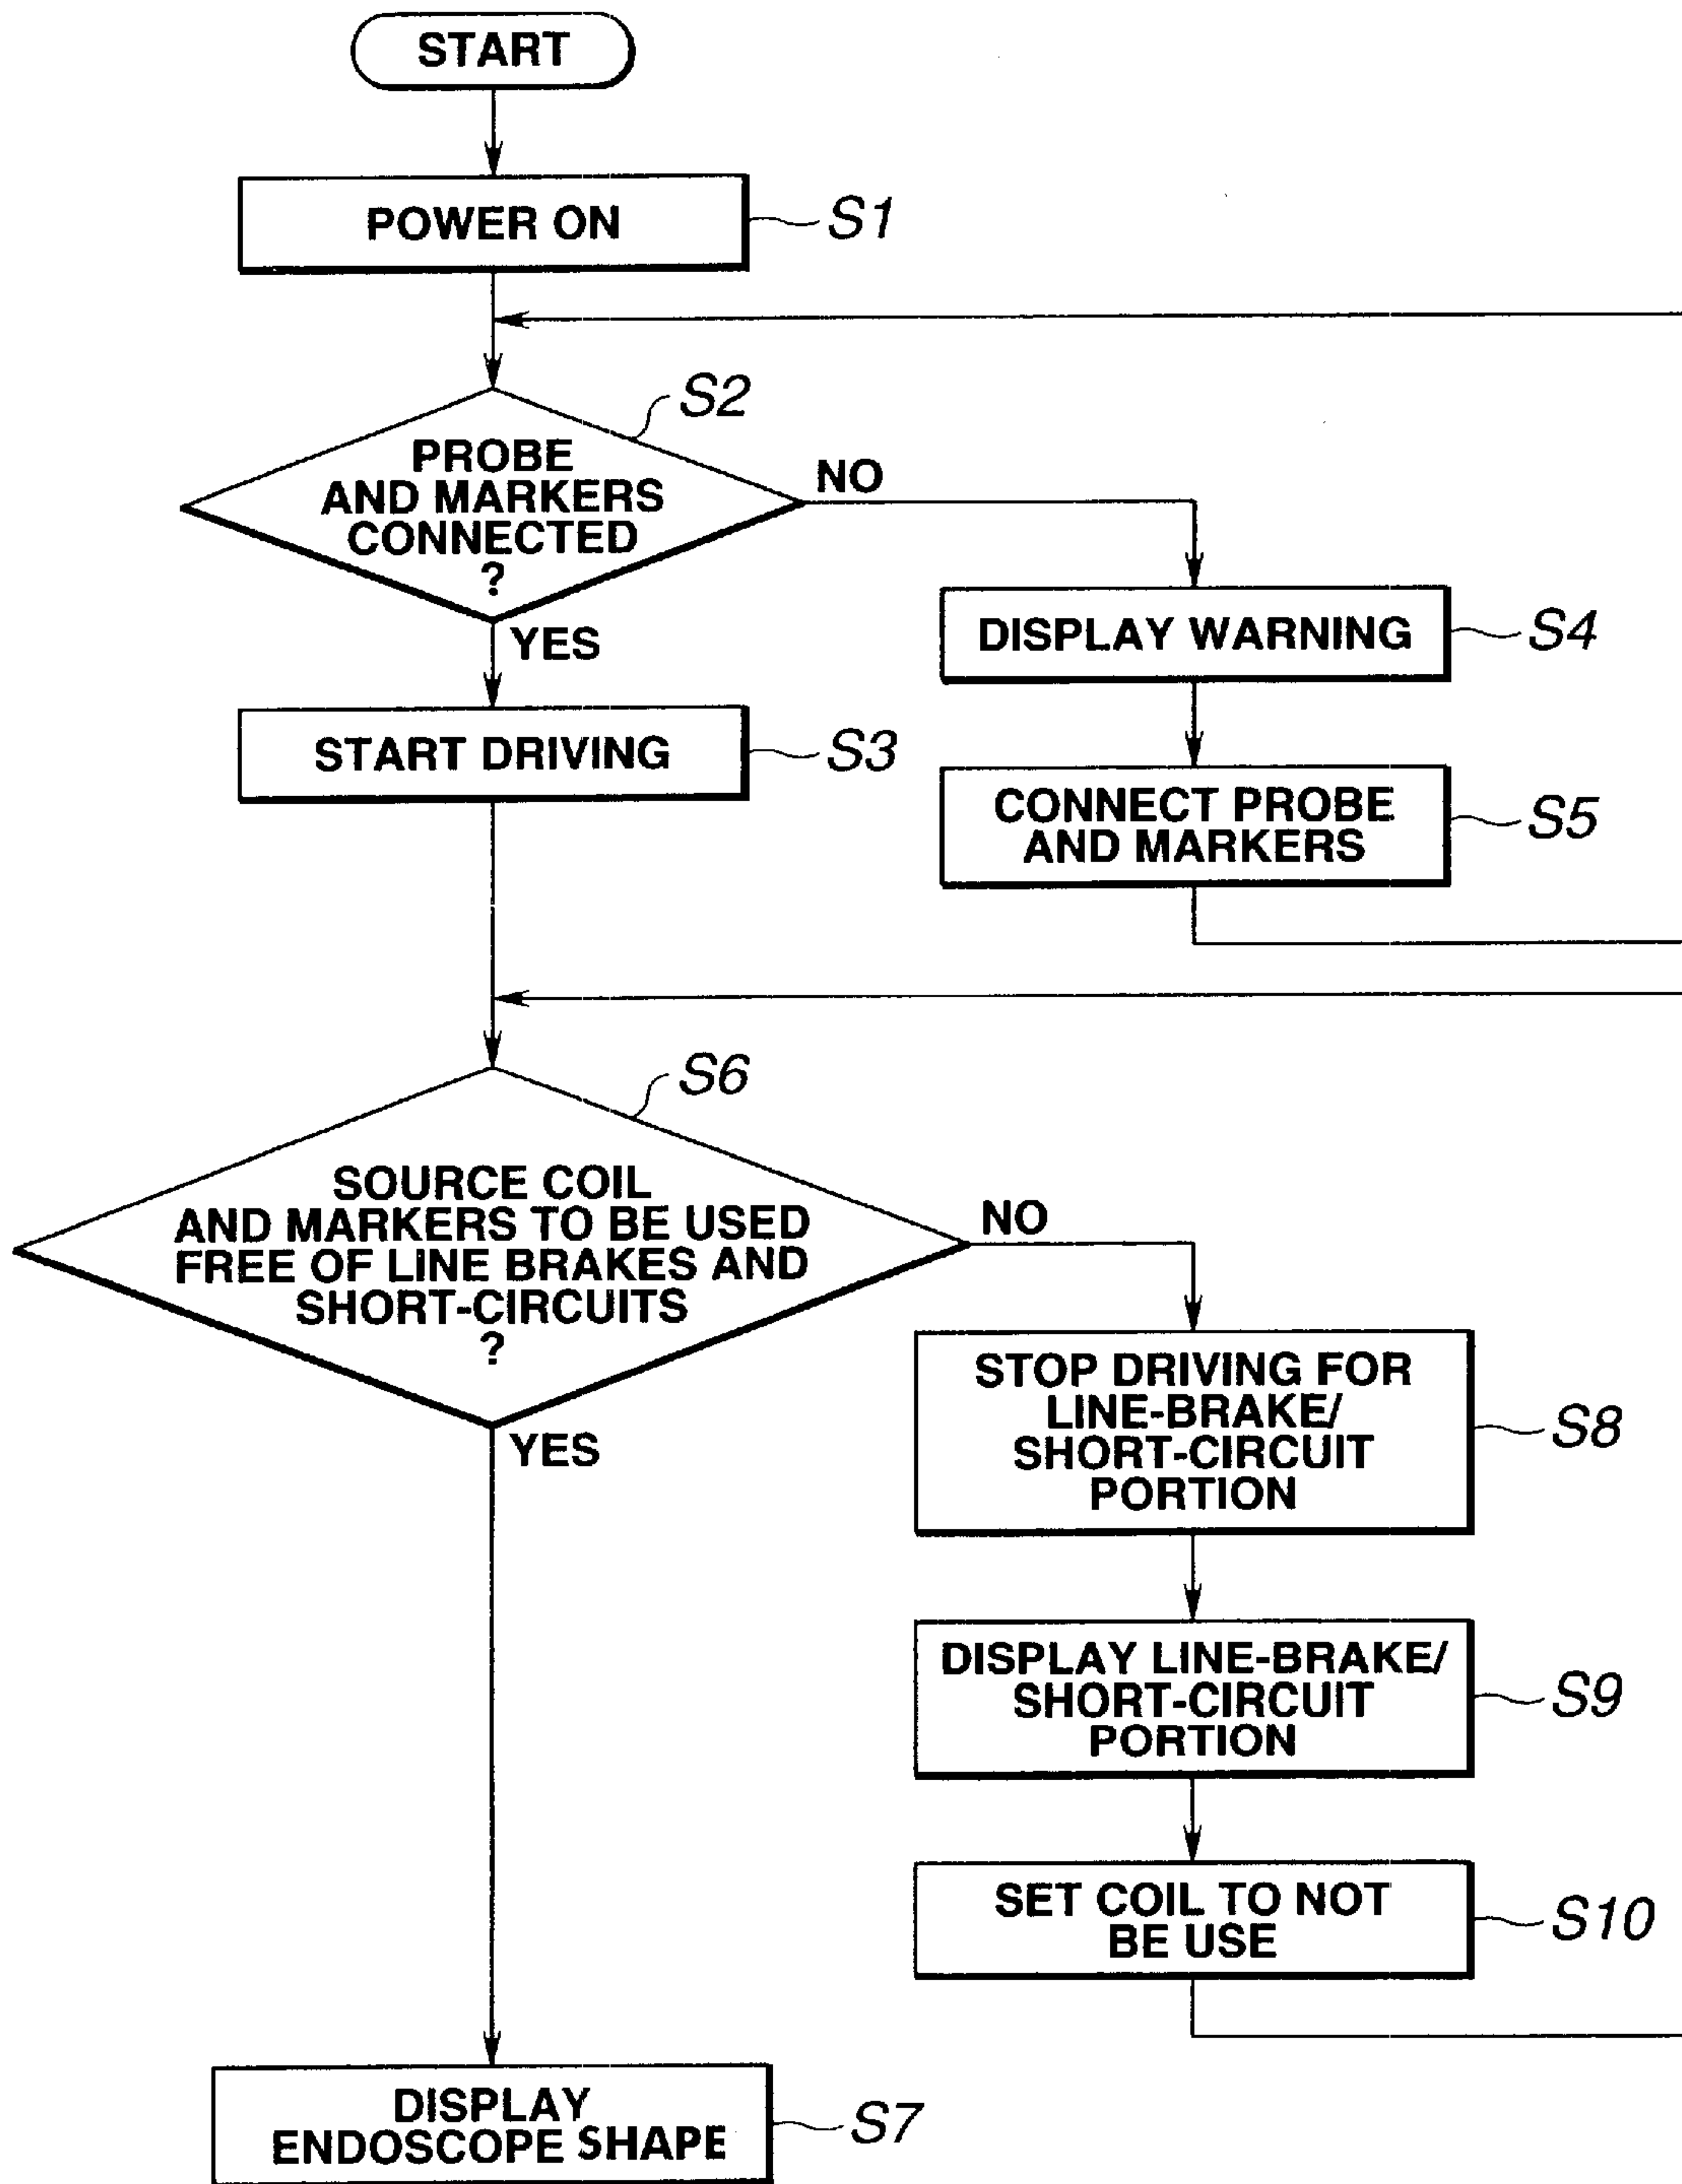 START
POWER ON
S1
S2
PROBE
AND MARKERS
CONNECTED
?
NO
YES
DISPLAY WARNING
S4
START DRIVING
S3
CONNECT PROBE
AND MARKERS
S5
S6
SOURCE COIL
AND MARKERS TO BE USED
FREE OF LINE BRAKES AND
SHORT-CIRCUITS
?
NO
YES
STOP DRIVING FOR
LINE-BRAKE/
SHORT-CIRCUIT
PORTION
S8
DISPLAY LINE-BRAKE/
SHORT-CIRCUIT
PORTION
S9
SET COIL TO NOT
BE USE
S10
DISPLAY
ENDOSCOPE SHAPE
S7